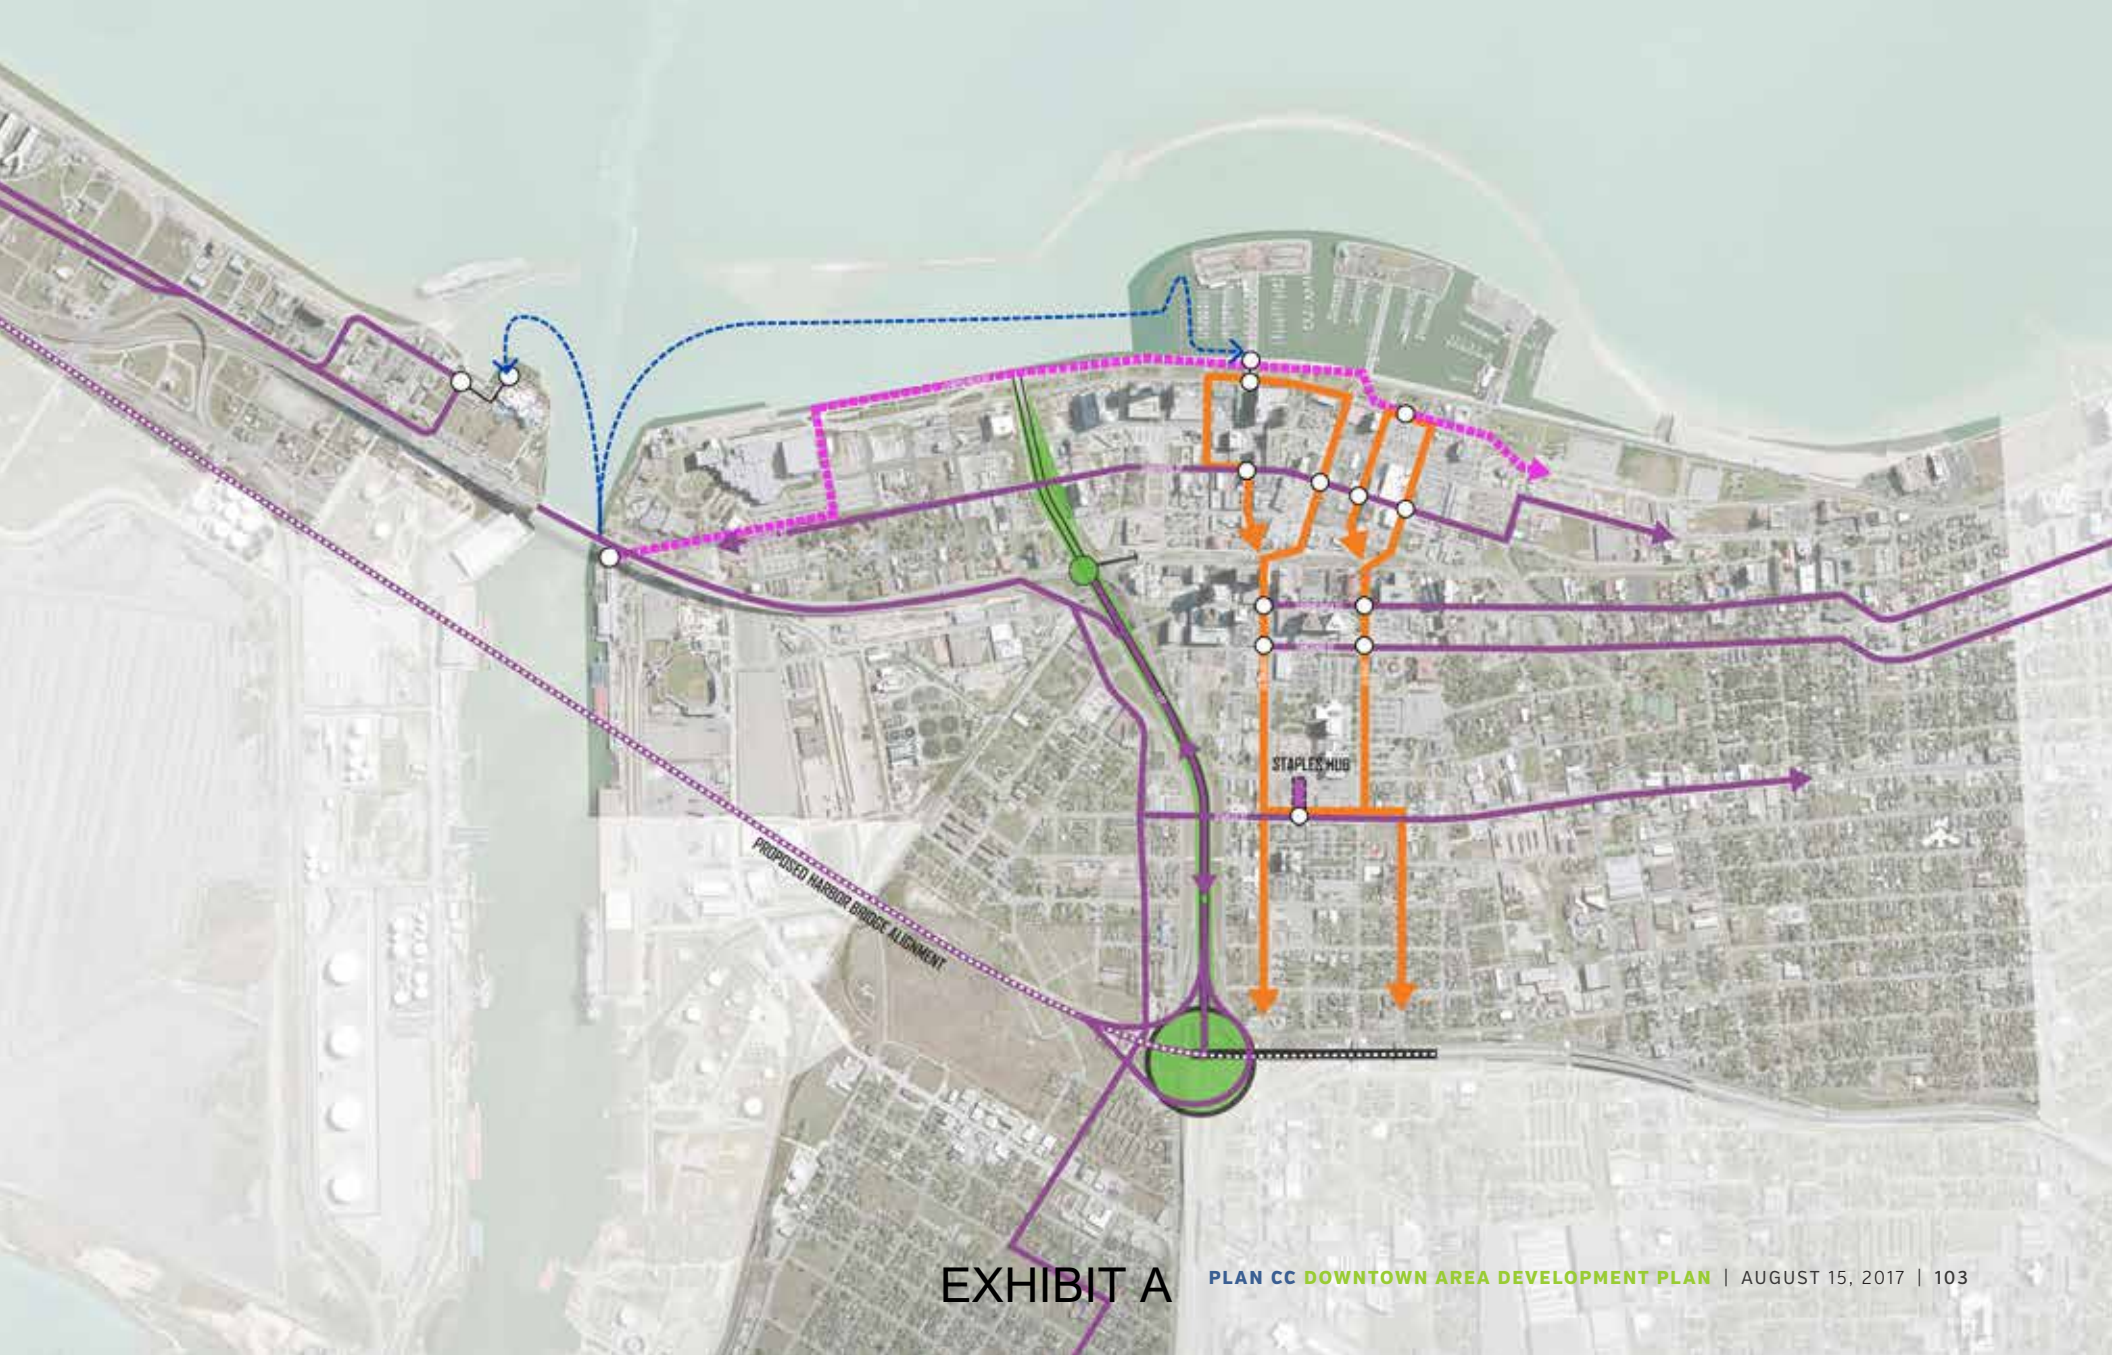 STAPLES HUB
PROPOSED HARBOR BRIDGE ALIGNMENT
EXHIBIT A
PLAN CC DOWNTOWN AREA DEVELOPMENT PLAN | AUGUST 15, 2017 | 103